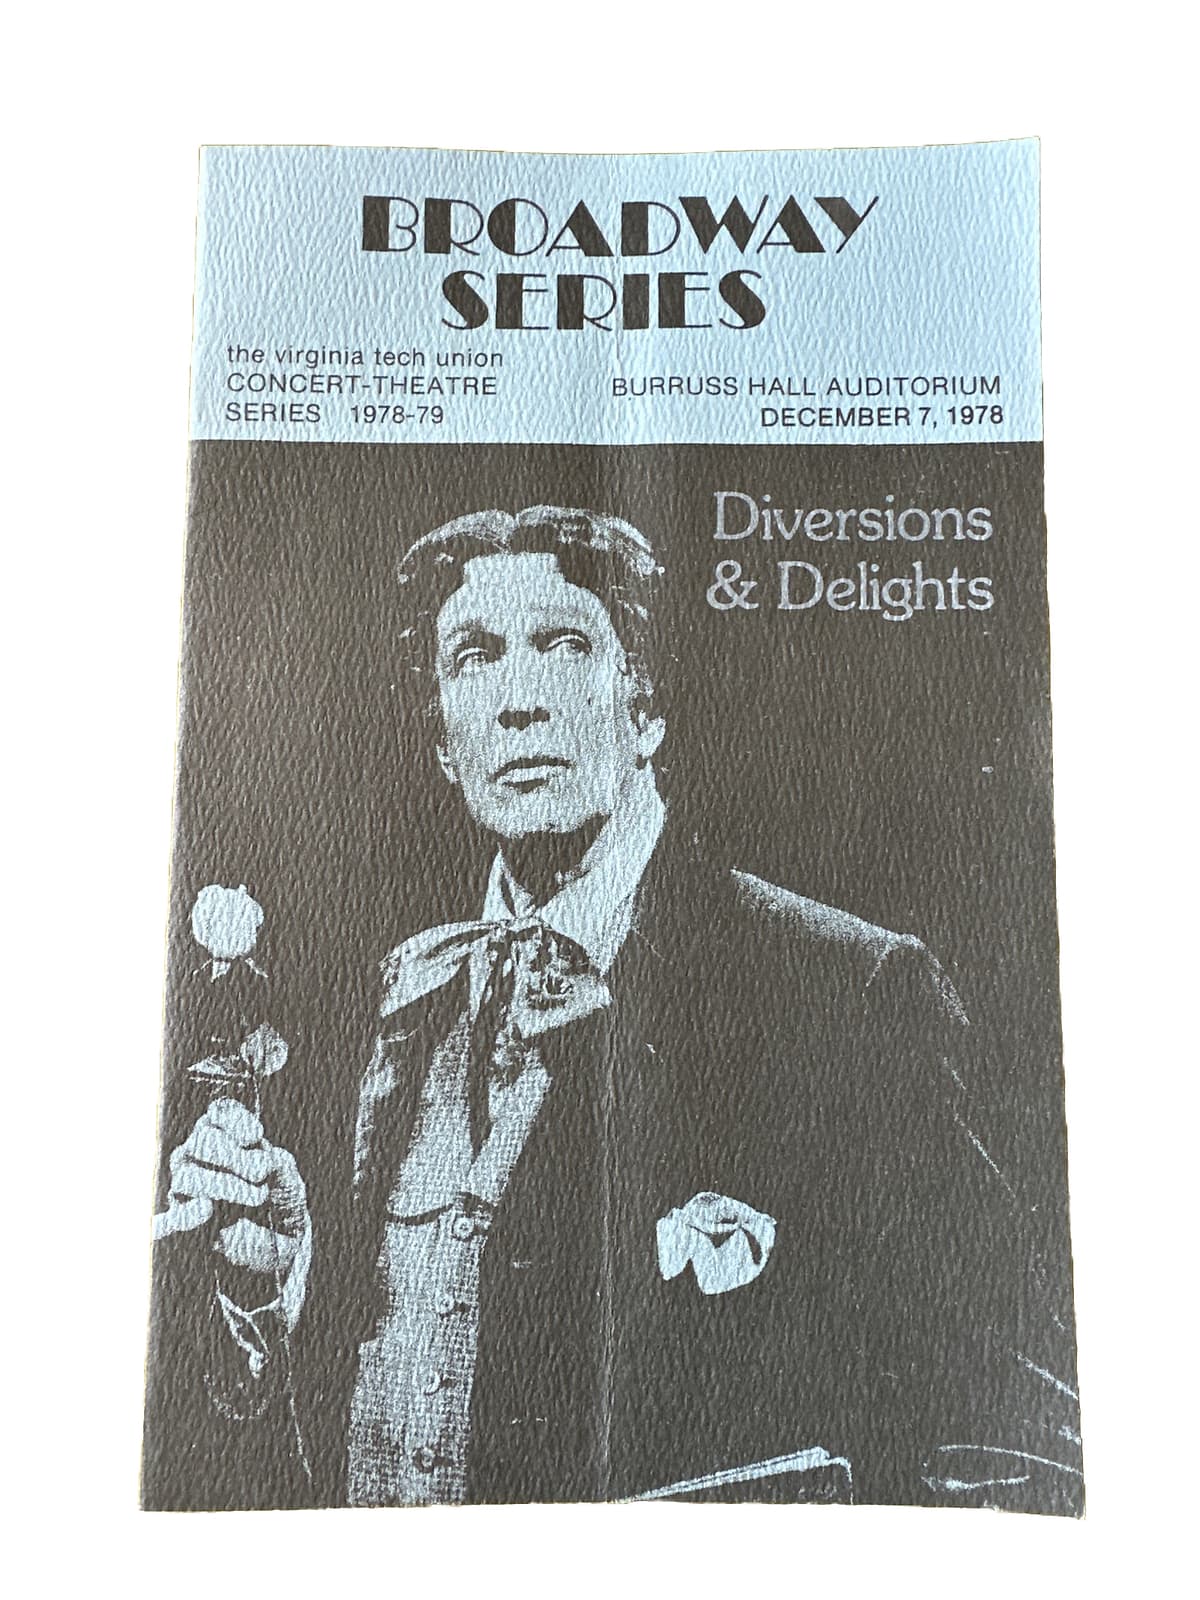 BROADWAY
SERIES
the virginia tech union
CONCERT-THEATRE
SERIES 1978-79
BURRUSS HALL AUDITORIUM
DECEMBER 7, 1978
Diversions
& Delights